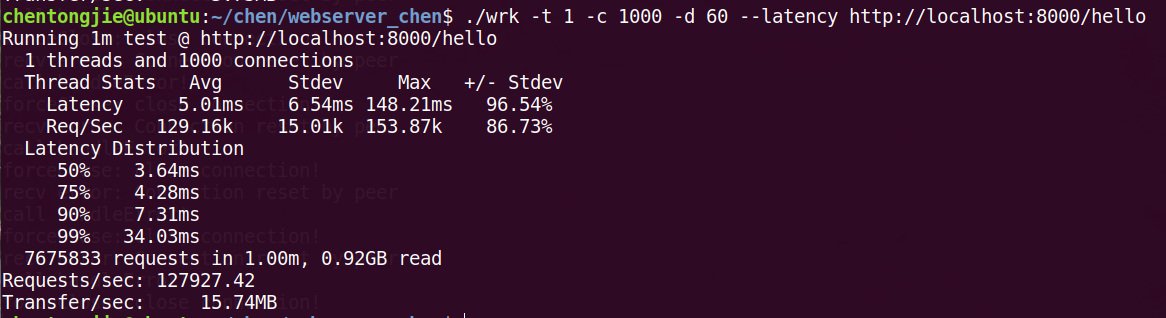 chentongjie@ubuntu:~/chen/webserver_chen$ ./wrk -t 1 -c 1000 -d 60 --latency http://localhost:8000/hello
Running 1m test @ http://localhost:8000/hello
  1 threads and 1000 connections
  Thread Stats   Avg      Stdev     Max   +/- Stdev
    Latency     5.01ms    6.54ms 148.21ms   96.54%
    Req/Sec   129.16k    15.01k  153.87k    86.73%
  Latency Distribution
     50%    3.64ms
     75%    4.28ms
     90%    7.31ms
     99%   34.03ms
  7675833 requests in 1.00m, 0.92GB read
Requests/sec: 127927.42
Transfer/sec:     15.74MB